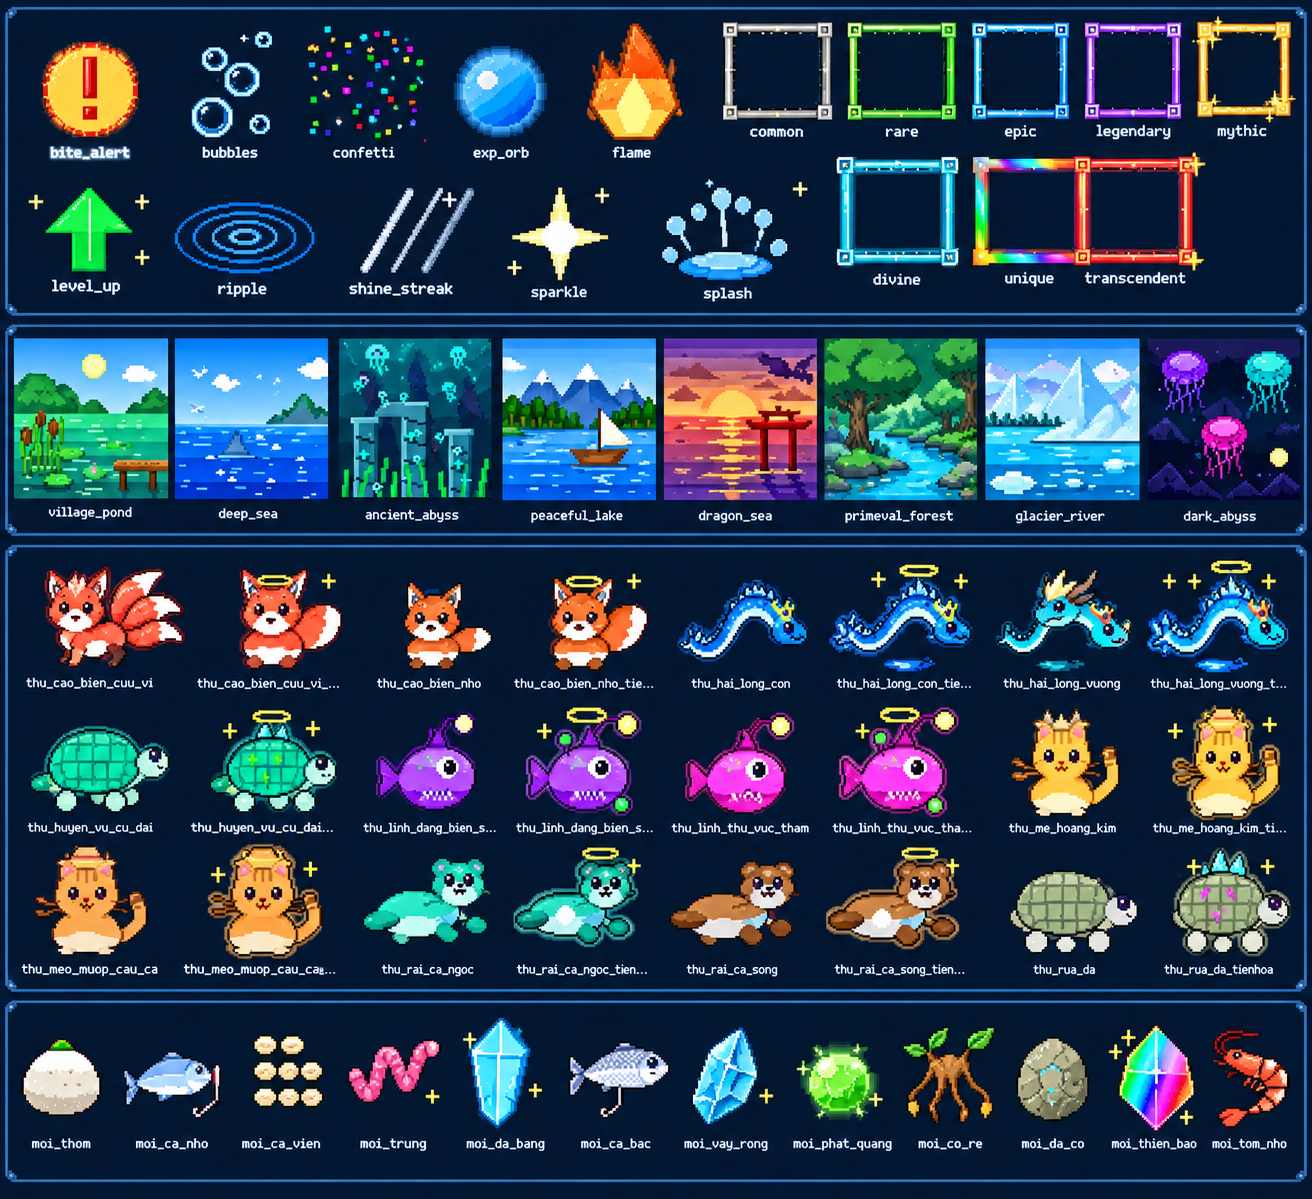 bite_alert
bubbles
confetti
exp_orb
flame
common
rare
epic
legendary
mythic
level_up
ripple
shine_streak
sparkle
splash
divine
unique
transcendent
village_pond
deep_sea
ancient_abyss
peaceful_lake
dragon_sea
primeval_forest
glacier_river
dark_abyss
thu_cao_bien_cuu_vi
thu_cao_bien_cuu_vi_...
thu_cao_bien_nho
thu_cao_bien_nho_tie...
thu_hai_long_con
thu_hai_long_con_tie...
thu_hai_long_vuong
thu_hai_long_vuong_t...
thu_huyen_vu_cu_dai
thu_huyen_vu_cu_dai...
thu_linh_dang_bien_s...
thu_linh_dang_bien_s...
thu_linh_thu_vuc_tham
thu_linh_thu_vuc_tha...
thu_me_hoang_kim
thu_me_hoang_kim_ti...
thu_meo_muop_cau_ca
thu_meo_muop_cau_ca...
thu_rai_ca_ngoc
thu_rai_ca_ngoc_tien...
thu_rai_ca_song
thu_rai_ca_song_tien...
thu_rua_da
thu_rua_da_tienhoa
moi_thom
moi_ca_nho
moi_ca_vien
moi_trung
moi_da_bang
moi_ca_bac
moi_vay_rong
moi_phat_quang
moi_co_re
moi_da_co
moi_thien_bao
moi_tom_nho